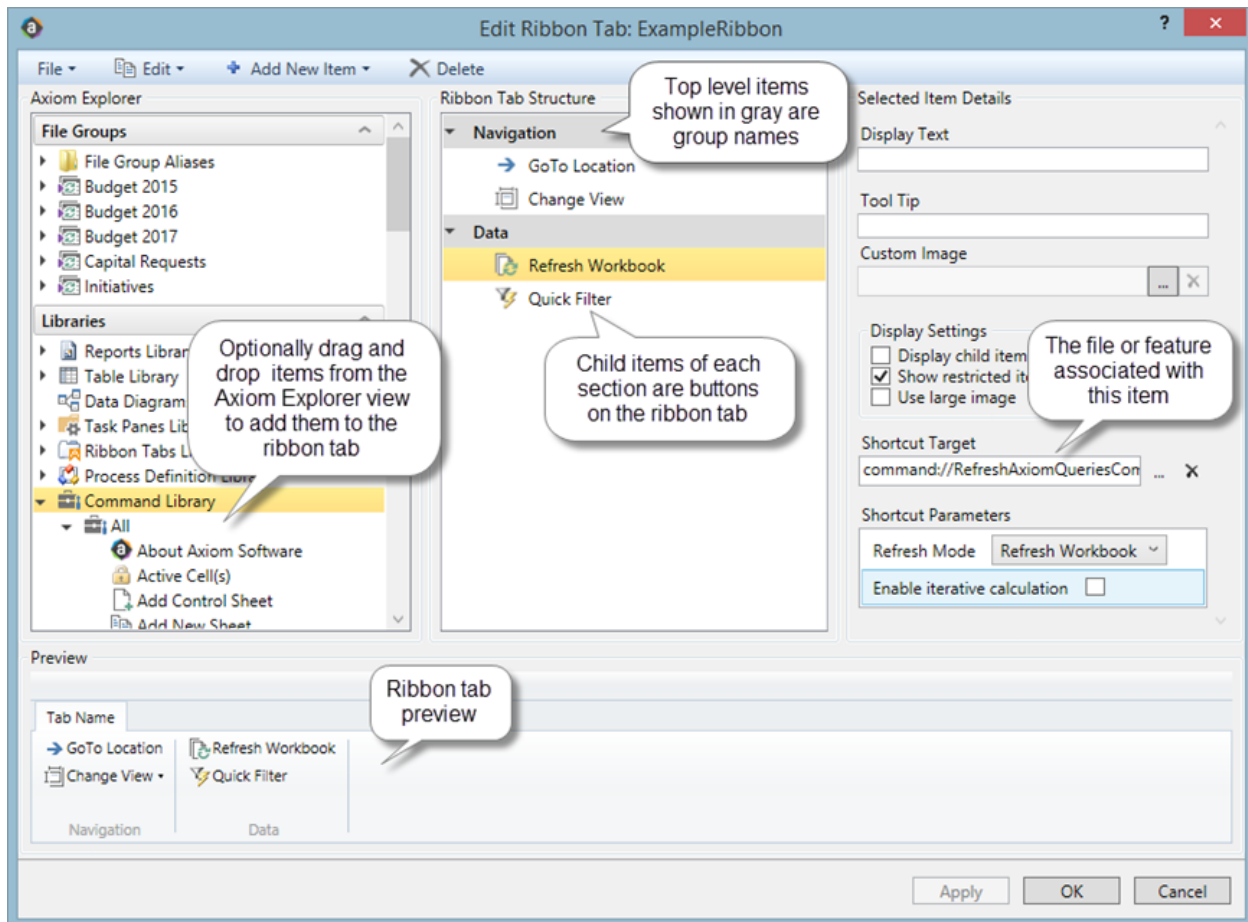 Edit Ribbon Tab: ExampleRibbon
?
File
Edit
Add New Item
Delete
Axiom Explorer
File Groups
File Group Aliases
Budget 2015
Budget 2016
Budget 2017
Capital Requests
Initiatives
Libraries
Reports Librar
Table Library
Data Diagram
Task Panes Lib
Ribbon Tabs L
Process Definition
Command Library
All
About Axiom Software
Active Cell(s)
Add Control Sheet
Add New Sheet
Optionally drag and
drop items from the
Axiom Explorer view
to add them to the
ribbon tab
Ribbon Tab Structure
Navigation
GoTo Location
Change View
Data
Refresh Workbook
Quick Filter
Top level items
shown in gray are
group names
Child items of each
section are buttons
on the ribbon tab
Selected Item Details
Display Text
Tool Tip
Custom Image
...
Display Settings
Display child item
Show restricted it
Use large image
The file or feature
associated with
this item
Shortcut Target
command://RefreshAxiomQueriesCom
...
Shortcut Parameters
Refresh Mode Refresh Workbook
Enable iterative calculation
Preview
Ribbon tab
preview
Tab Name
GoTo Location Refresh Workbook
Change View Quick Filter
Navigation Data
Apply OK Cancel